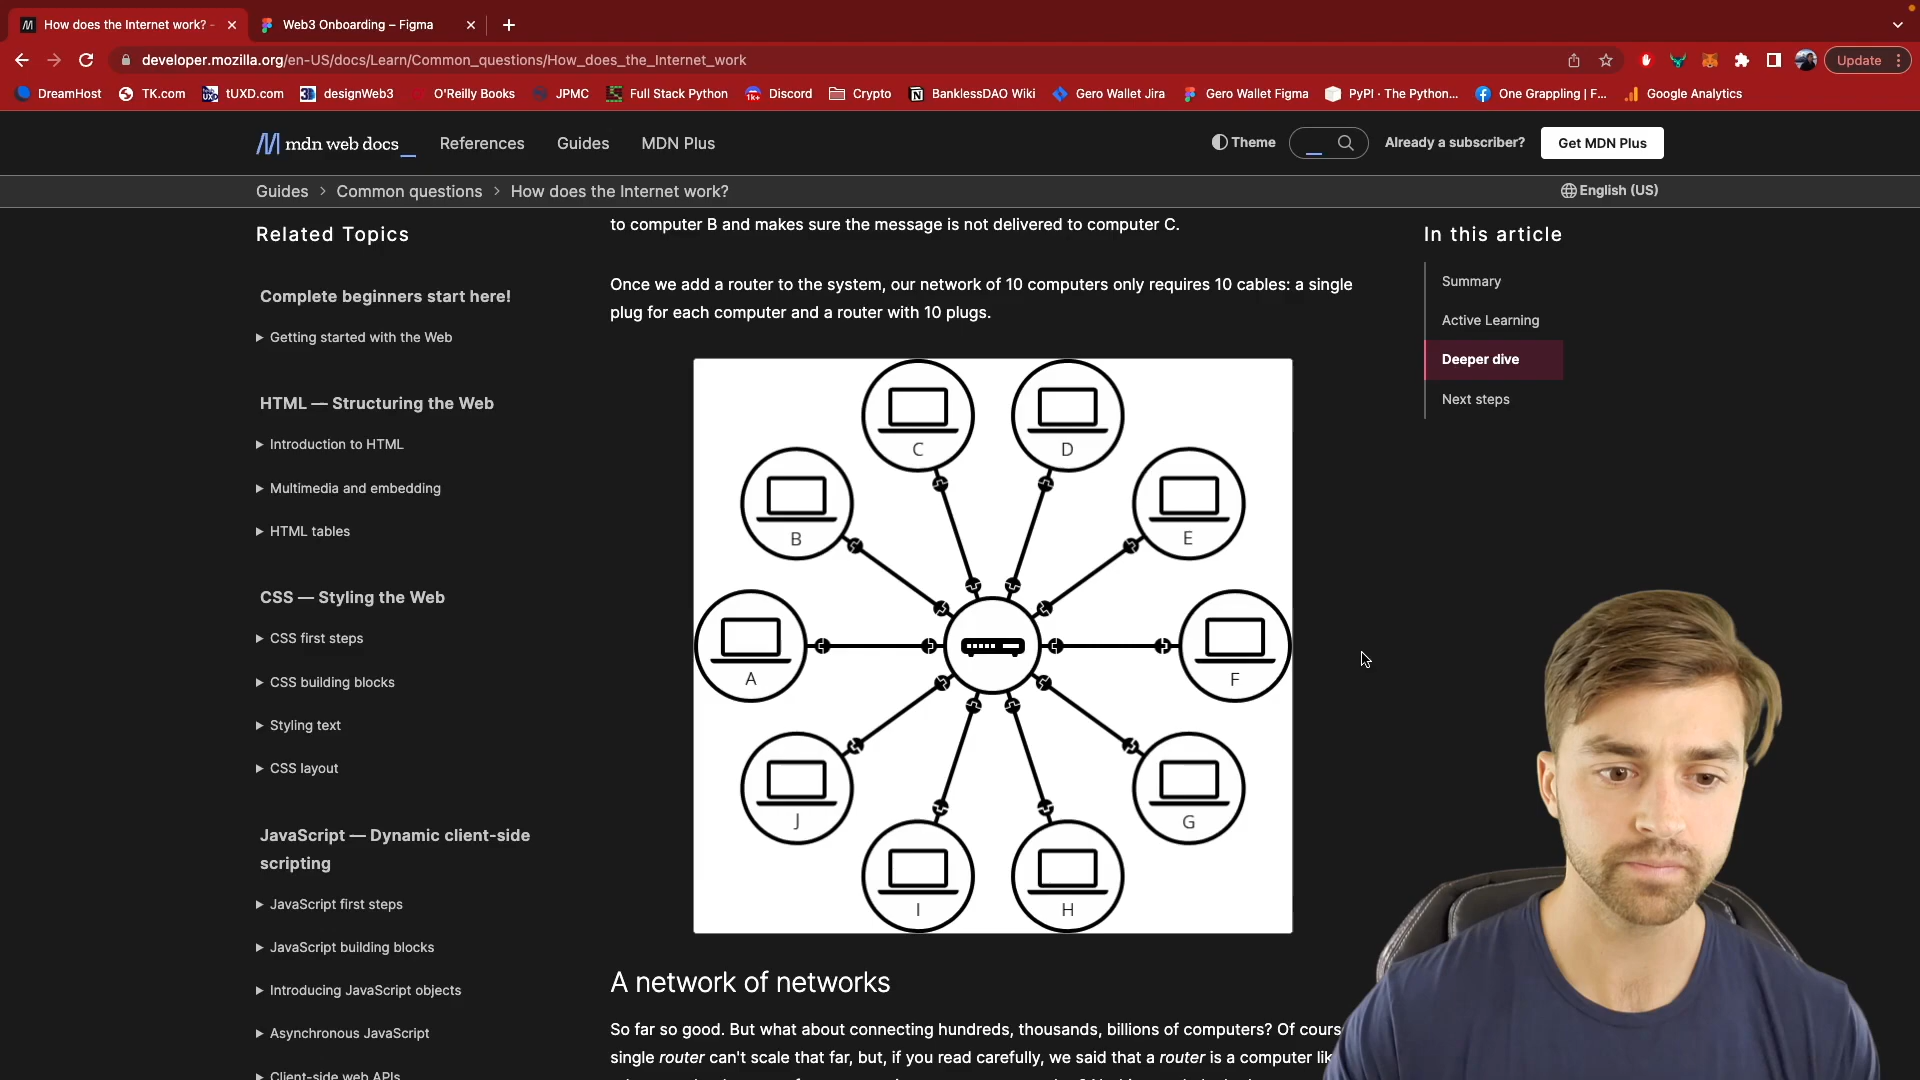 How does the Internet work? -
Web3 Onboarding – Figma
developer.mozilla.org/en-US/docs/Learn/Common_questions/How_does_the_Internet_work
Update
DreamHost
TK.com
tUXD.com
designWeb3
O'Reilly Books
JPMC
Full Stack Python
Discord
Crypto
BanklessDAO Wiki
Gero Wallet Jira
Gero Wallet Figma
PyPI · The Python...
One Grappling | F...
Google Analytics
mdn web docs_
References
Guides
MDN Plus
Theme
Already a subscriber?
Get MDN Plus
Guides
Common questions
How does the Internet work?
English (US)
Related Topics
Complete beginners start here!
Getting started with the Web
HTML — Structuring the Web
Introduction to HTML
Multimedia and embedding
HTML tables
CSS — Styling the Web
CSS first steps
CSS building blocks
Styling text
CSS layout
JavaScript — Dynamic client-side
scripting
JavaScript first steps
JavaScript building blocks
Introducing JavaScript objects
Asynchronous JavaScript
Client-side web APIs
to computer B and makes sure the message is not delivered to computer C.
Once we add a router to the system, our network of 10 computers only requires 10 cables: a single
plug for each computer and a router with 10 plugs.
C
D
B
E
A
F
J
G
I
H
A network of networks
So far so good. But what about connecting hundreds, thousands, billions of computers? Of cours
single router can't scale that far, but, if you read carefully, we said that a router is a computer lik
In this article
Summary
Active Learning
Deeper dive
Next steps